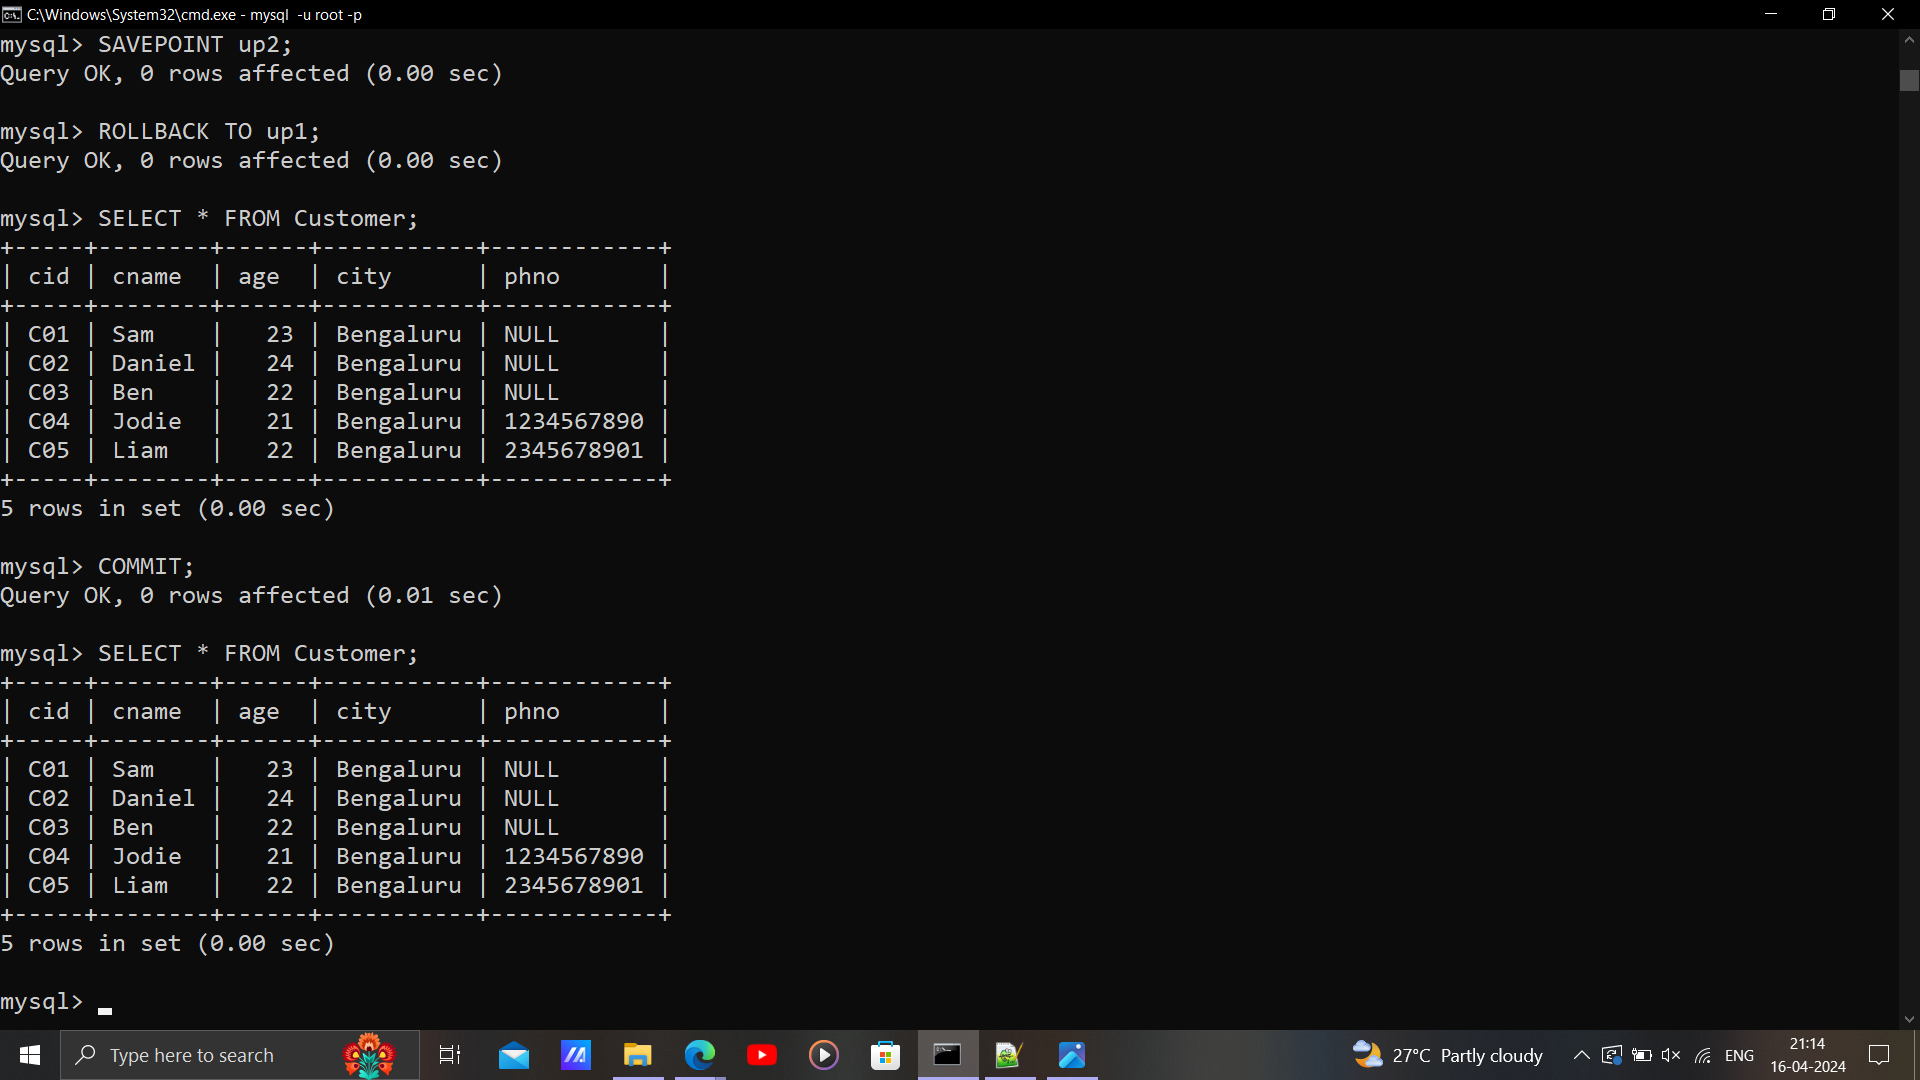 C:\Windows\System32\cmd.exe - mysql  -u root -p
mysql> SAVEPOINT up2;
Query OK, 0 rows affected (0.00 sec)
mysql> ROLLBACK TO up1;
Query OK, 0 rows affected (0.00 sec)
mysql> SELECT * FROM Customer;
+-----+--------+------+-----------+------------+
| cid | cname  | age  | city      | phno       |
+-----+--------+------+-----------+------------+
| C01 | Sam    |   23 | Bengaluru | NULL       |
| C02 | Daniel |   24 | Bengaluru | NULL       |
| C03 | Ben    |   22 | Bengaluru | NULL       |
| C04 | Jodie  |   21 | Bengaluru | 1234567890 |
| C05 | Liam   |   22 | Bengaluru | 2345678901 |
+-----+--------+------+-----------+------------+
5 rows in set (0.00 sec)
mysql> COMMIT;
Query OK, 0 rows affected (0.01 sec)
mysql> SELECT * FROM Customer;
+-----+--------+------+-----------+------------+
| cid | cname  | age  | city      | phno       |
+-----+--------+------+-----------+------------+
| C01 | Sam    |   23 | Bengaluru | NULL       |
| C02 | Daniel |   24 | Bengaluru | NULL       |
| C03 | Ben    |   22 | Bengaluru | NULL       |
| C04 | Jodie  |   21 | Bengaluru | 1234567890 |
| C05 | Liam   |   22 | Bengaluru | 2345678901 |
+-----+--------+------+-----------+------------+
5 rows in set (0.00 sec)
mysql> _
Type here to search
27°C  Partly cloudy
ENG
21:14
16-04-2024